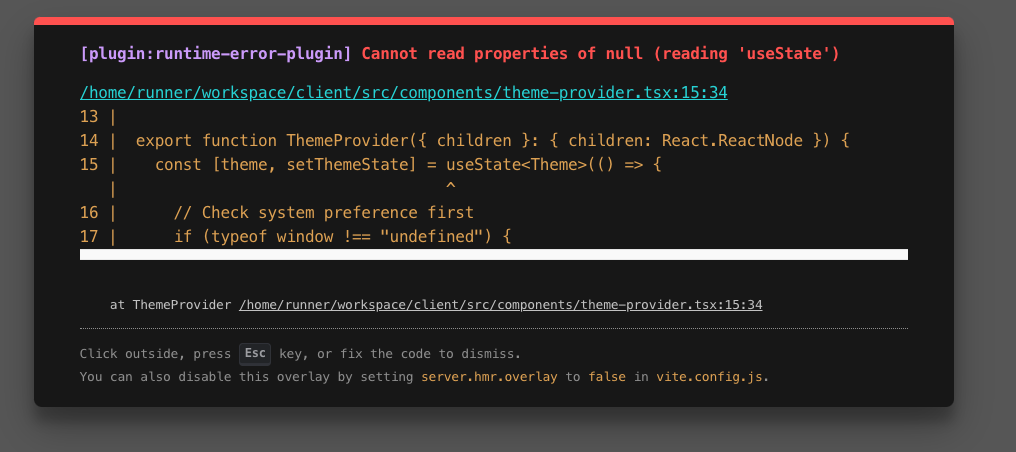 [plugin:runtime-error-plugin] Cannot read properties of null (reading 'useState')
/home/runner/workspace/client/src/components/theme-provider.tsx:15:34
13 |
14 |  export function ThemeProvider({ children }: { children: React.ReactNode }) {
15 |    const [theme, setThemeState] = useState<Theme>(() => {
   |                                   ^
16 |      // Check system preference first
17 |      if (typeof window !== "undefined") {
at ThemeProvider /home/runner/workspace/client/src/components/theme-provider.tsx:15:34
Click outside, press Esc key, or fix the code to dismiss.
You can also disable this overlay by setting server.hmr.overlay to false in vite.config.js.